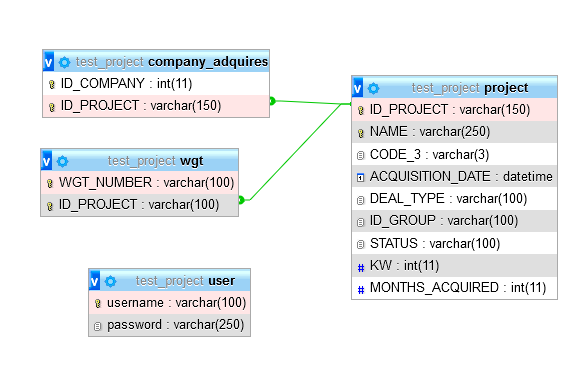 v test_project company_adquires
ID_COMPANY : int(11)
ID_PROJECT : varchar(150)
v test_project wgt
WGT_NUMBER : varchar(100)
ID_PROJECT : varchar(100)
v test_project user
username : varchar(100)
password : varchar(250)
v test_project project
ID_PROJECT : varchar(150)
NAME : varchar(250)
CODE_3 : varchar(3)
ACQUISITION_DATE : datetime
DEAL_TYPE : varchar(100)
ID_GROUP : varchar(100)
STATUS : varchar(100)
# KW : int(11)
# MONTHS_ACQUIRED : int(11)